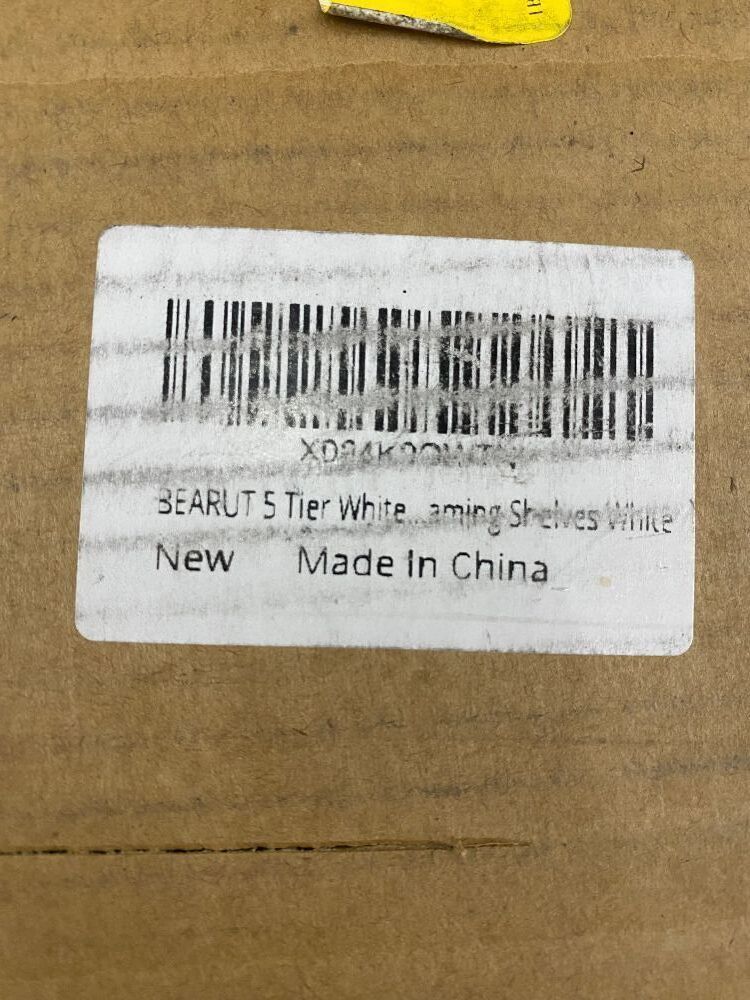 BEARUT 5 Tier White...aming Shelves White
New Made In China